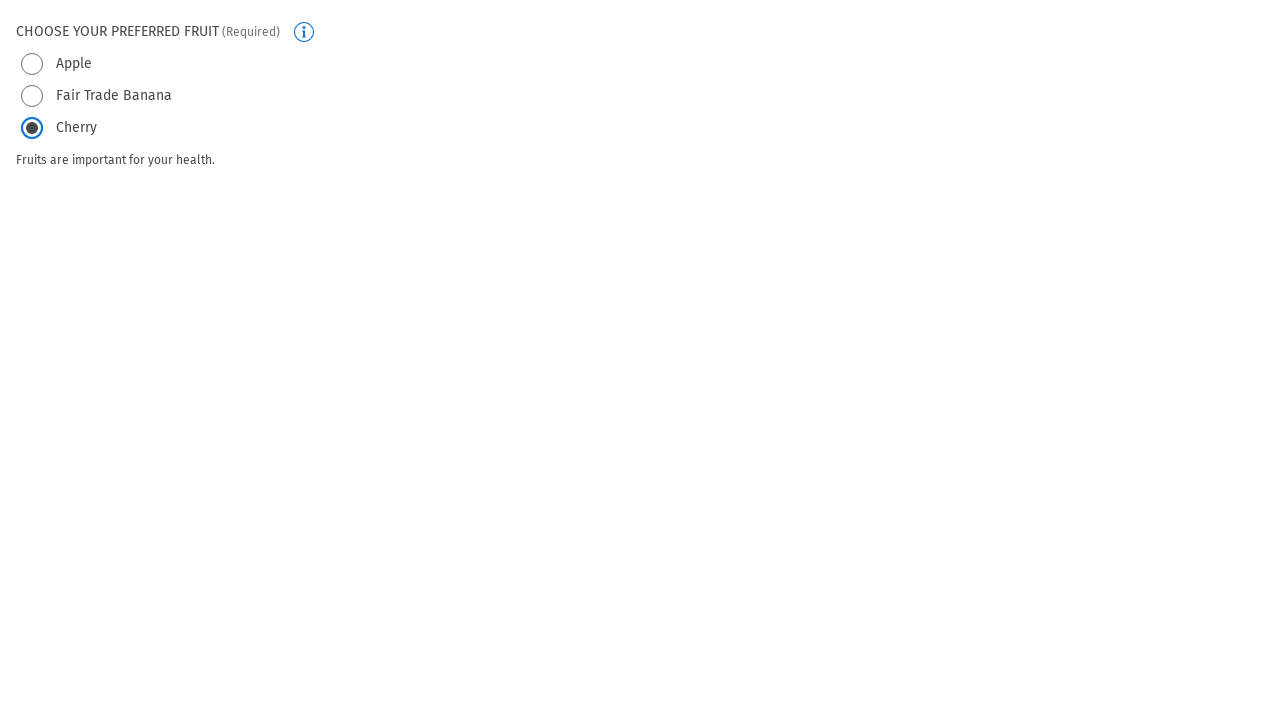 CHOOSE YOUR PREFERRED FRUIT (Required)
Apple
Fair Trade Banana
Cherry
Fruits are important for your health.